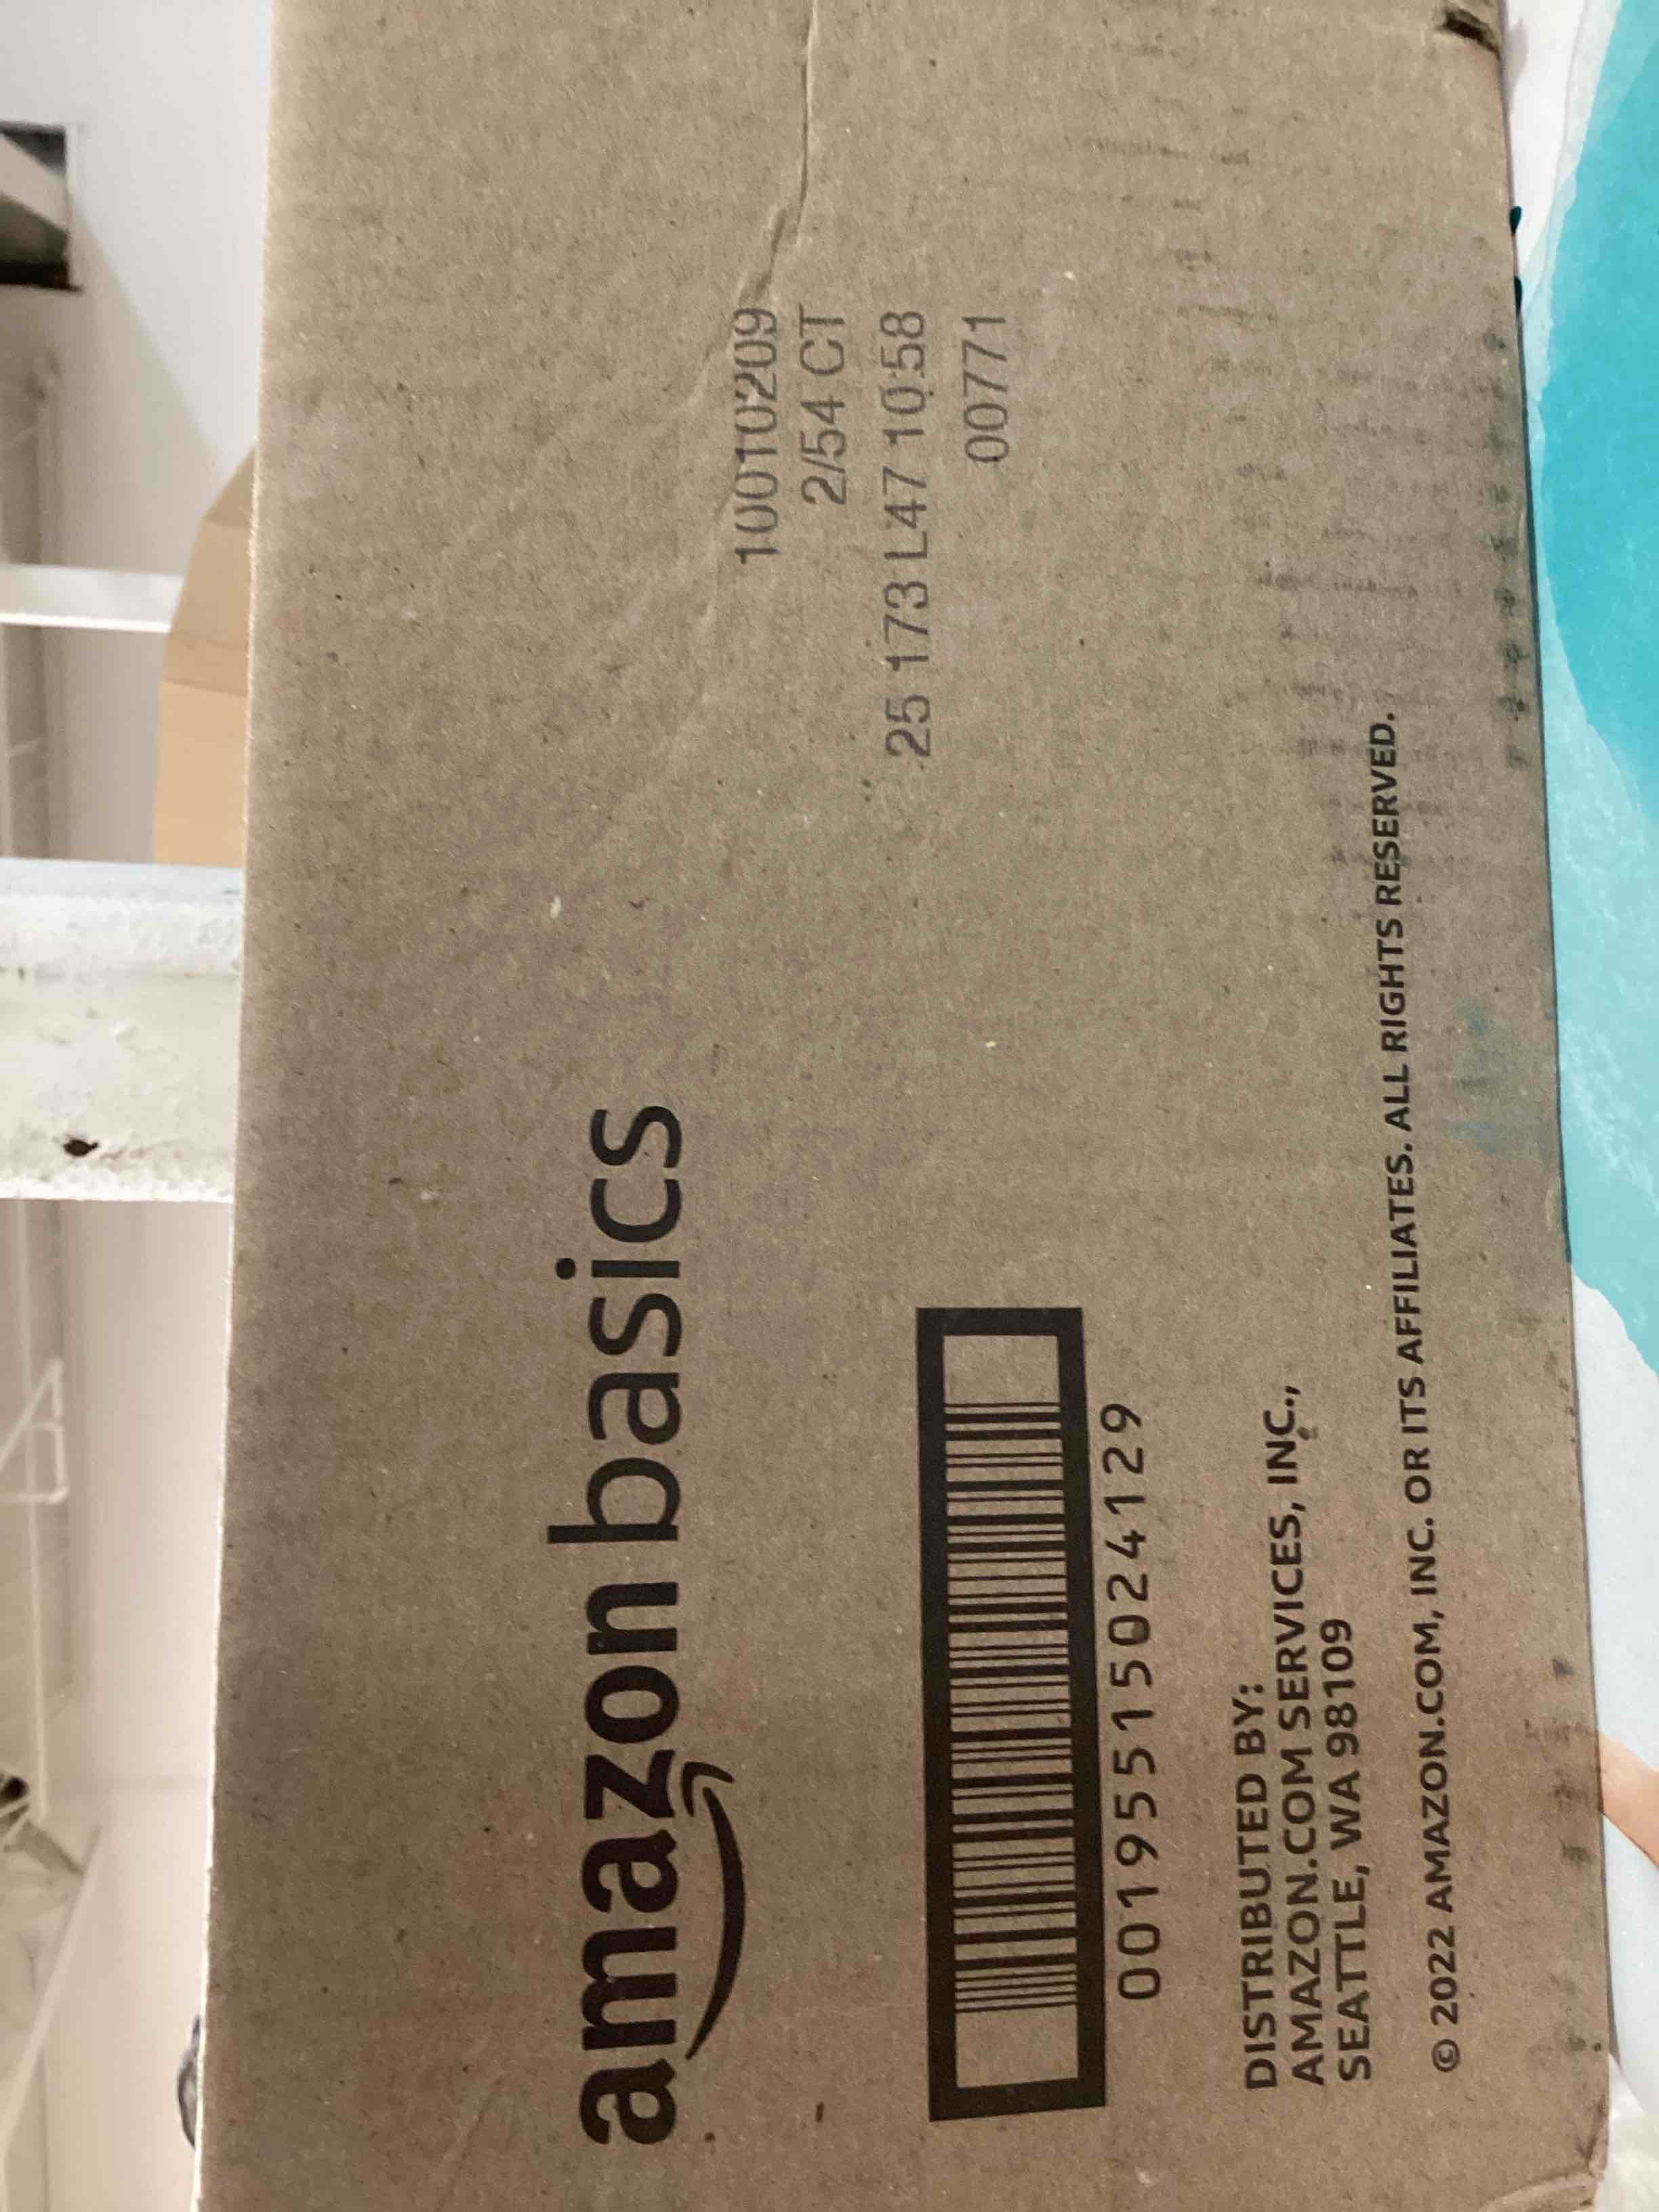 amazon basics
10010209
2/54 CT
25 173 L47 10:58
00771
00195515024129
DISTRIBUTED BY:
AMAZON.COM SERVICES, INC.,
SEATTLE, WA 98109
© 2022 AMAZON.COM, INC. OR ITS AFFILIATES. ALL RIGHTS RESERVED.